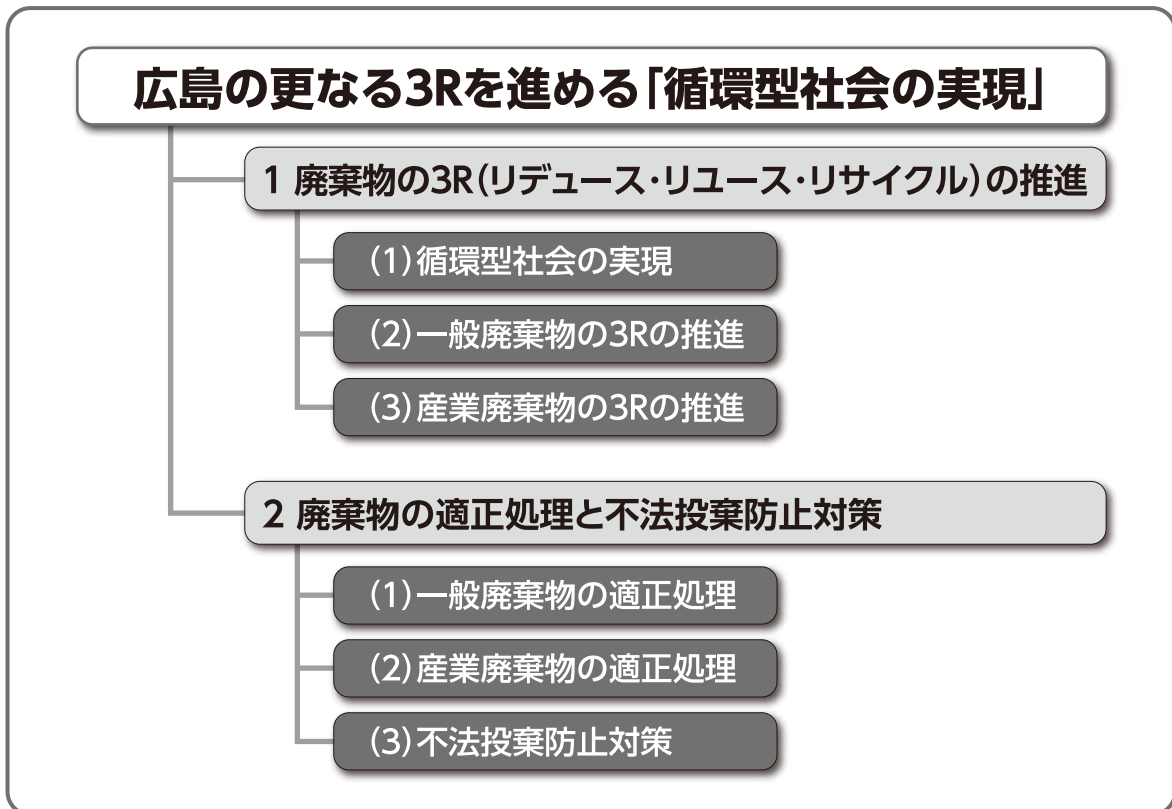 広島の更なる3Rを進める「循環型社会の実現」
1 廃棄物の3R(リデュース・リユース・リサイクル)の推進
(1)循環型社会の実現
(2)一般廃棄物の3Rの推進
(3)産業廃棄物の3Rの推進
2 廃棄物の適正処理と不法投棄防止対策
(1)一般廃棄物の適正処理
(2)産業廃棄物の適正処理
(3)不法投棄防止対策